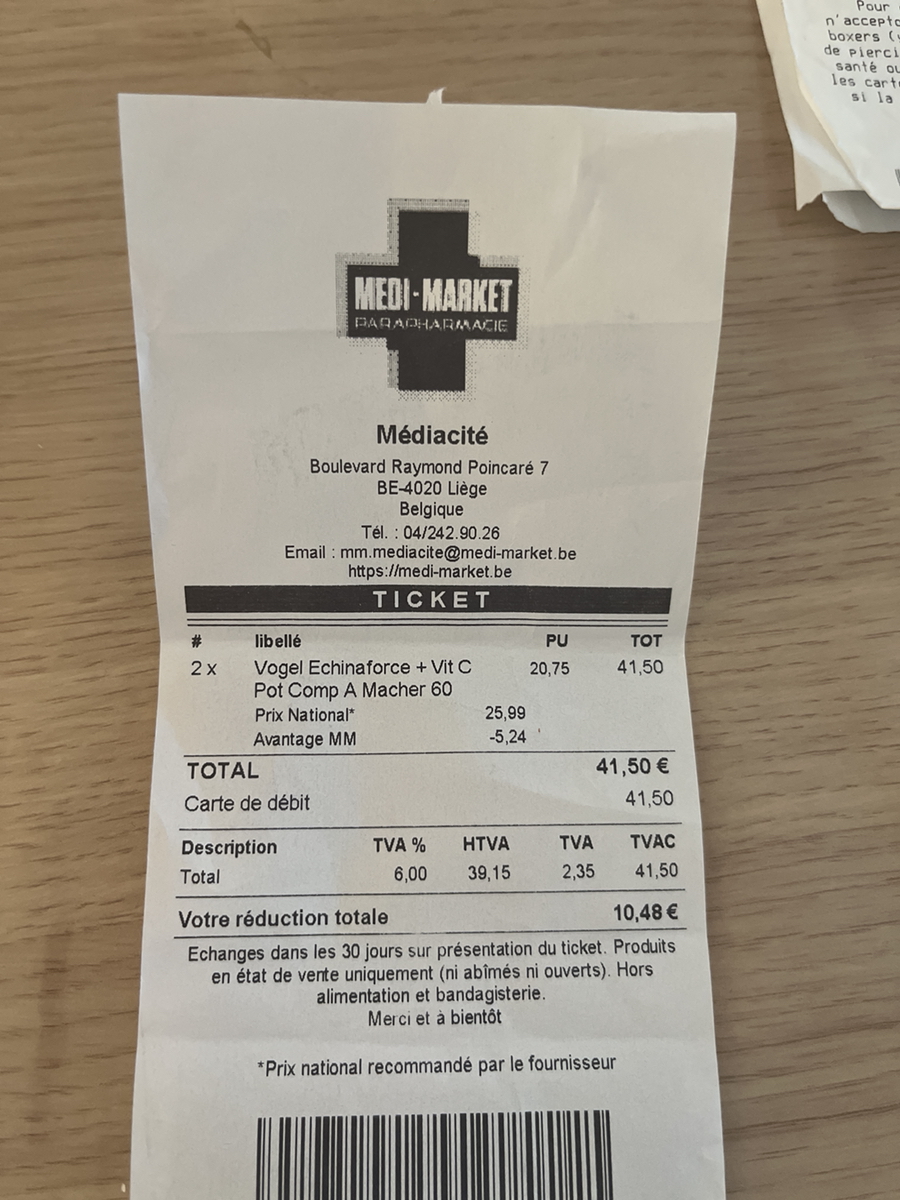 Pour
n'accepto
boxers
de pierci
santé ou
les carte
si la
MEDI-MARKET
PARAPHARMACIE
Médiacité
Boulevard Raymond Poincaré 7
BE-4020 Liège
Belgique
Tél. : 04/242.90.26
Email : mm.mediacite@medi-market.be
https://medi-market.be
TICKET
# libellé PU TOT
2 x Vogel Echinaforce + Vit C 20,75 41,50
Pot Comp A Macher 60
Prix National* 25,99
Avantage MM -5,24
TOTAL 41,50 €
Carte de débit 41,50
Description TVA % HTVA TVA TVAC
Total 6,00 39,15 2,35 41,50
Votre réduction totale 10,48 €
Echanges dans les 30 jours sur présentation du ticket. Produits
en état de vente uniquement (ni abîmés ni ouverts). Hors
alimentation et bandagisterie.
Merci et à bientôt
*Prix national recommandé par le fournisseur